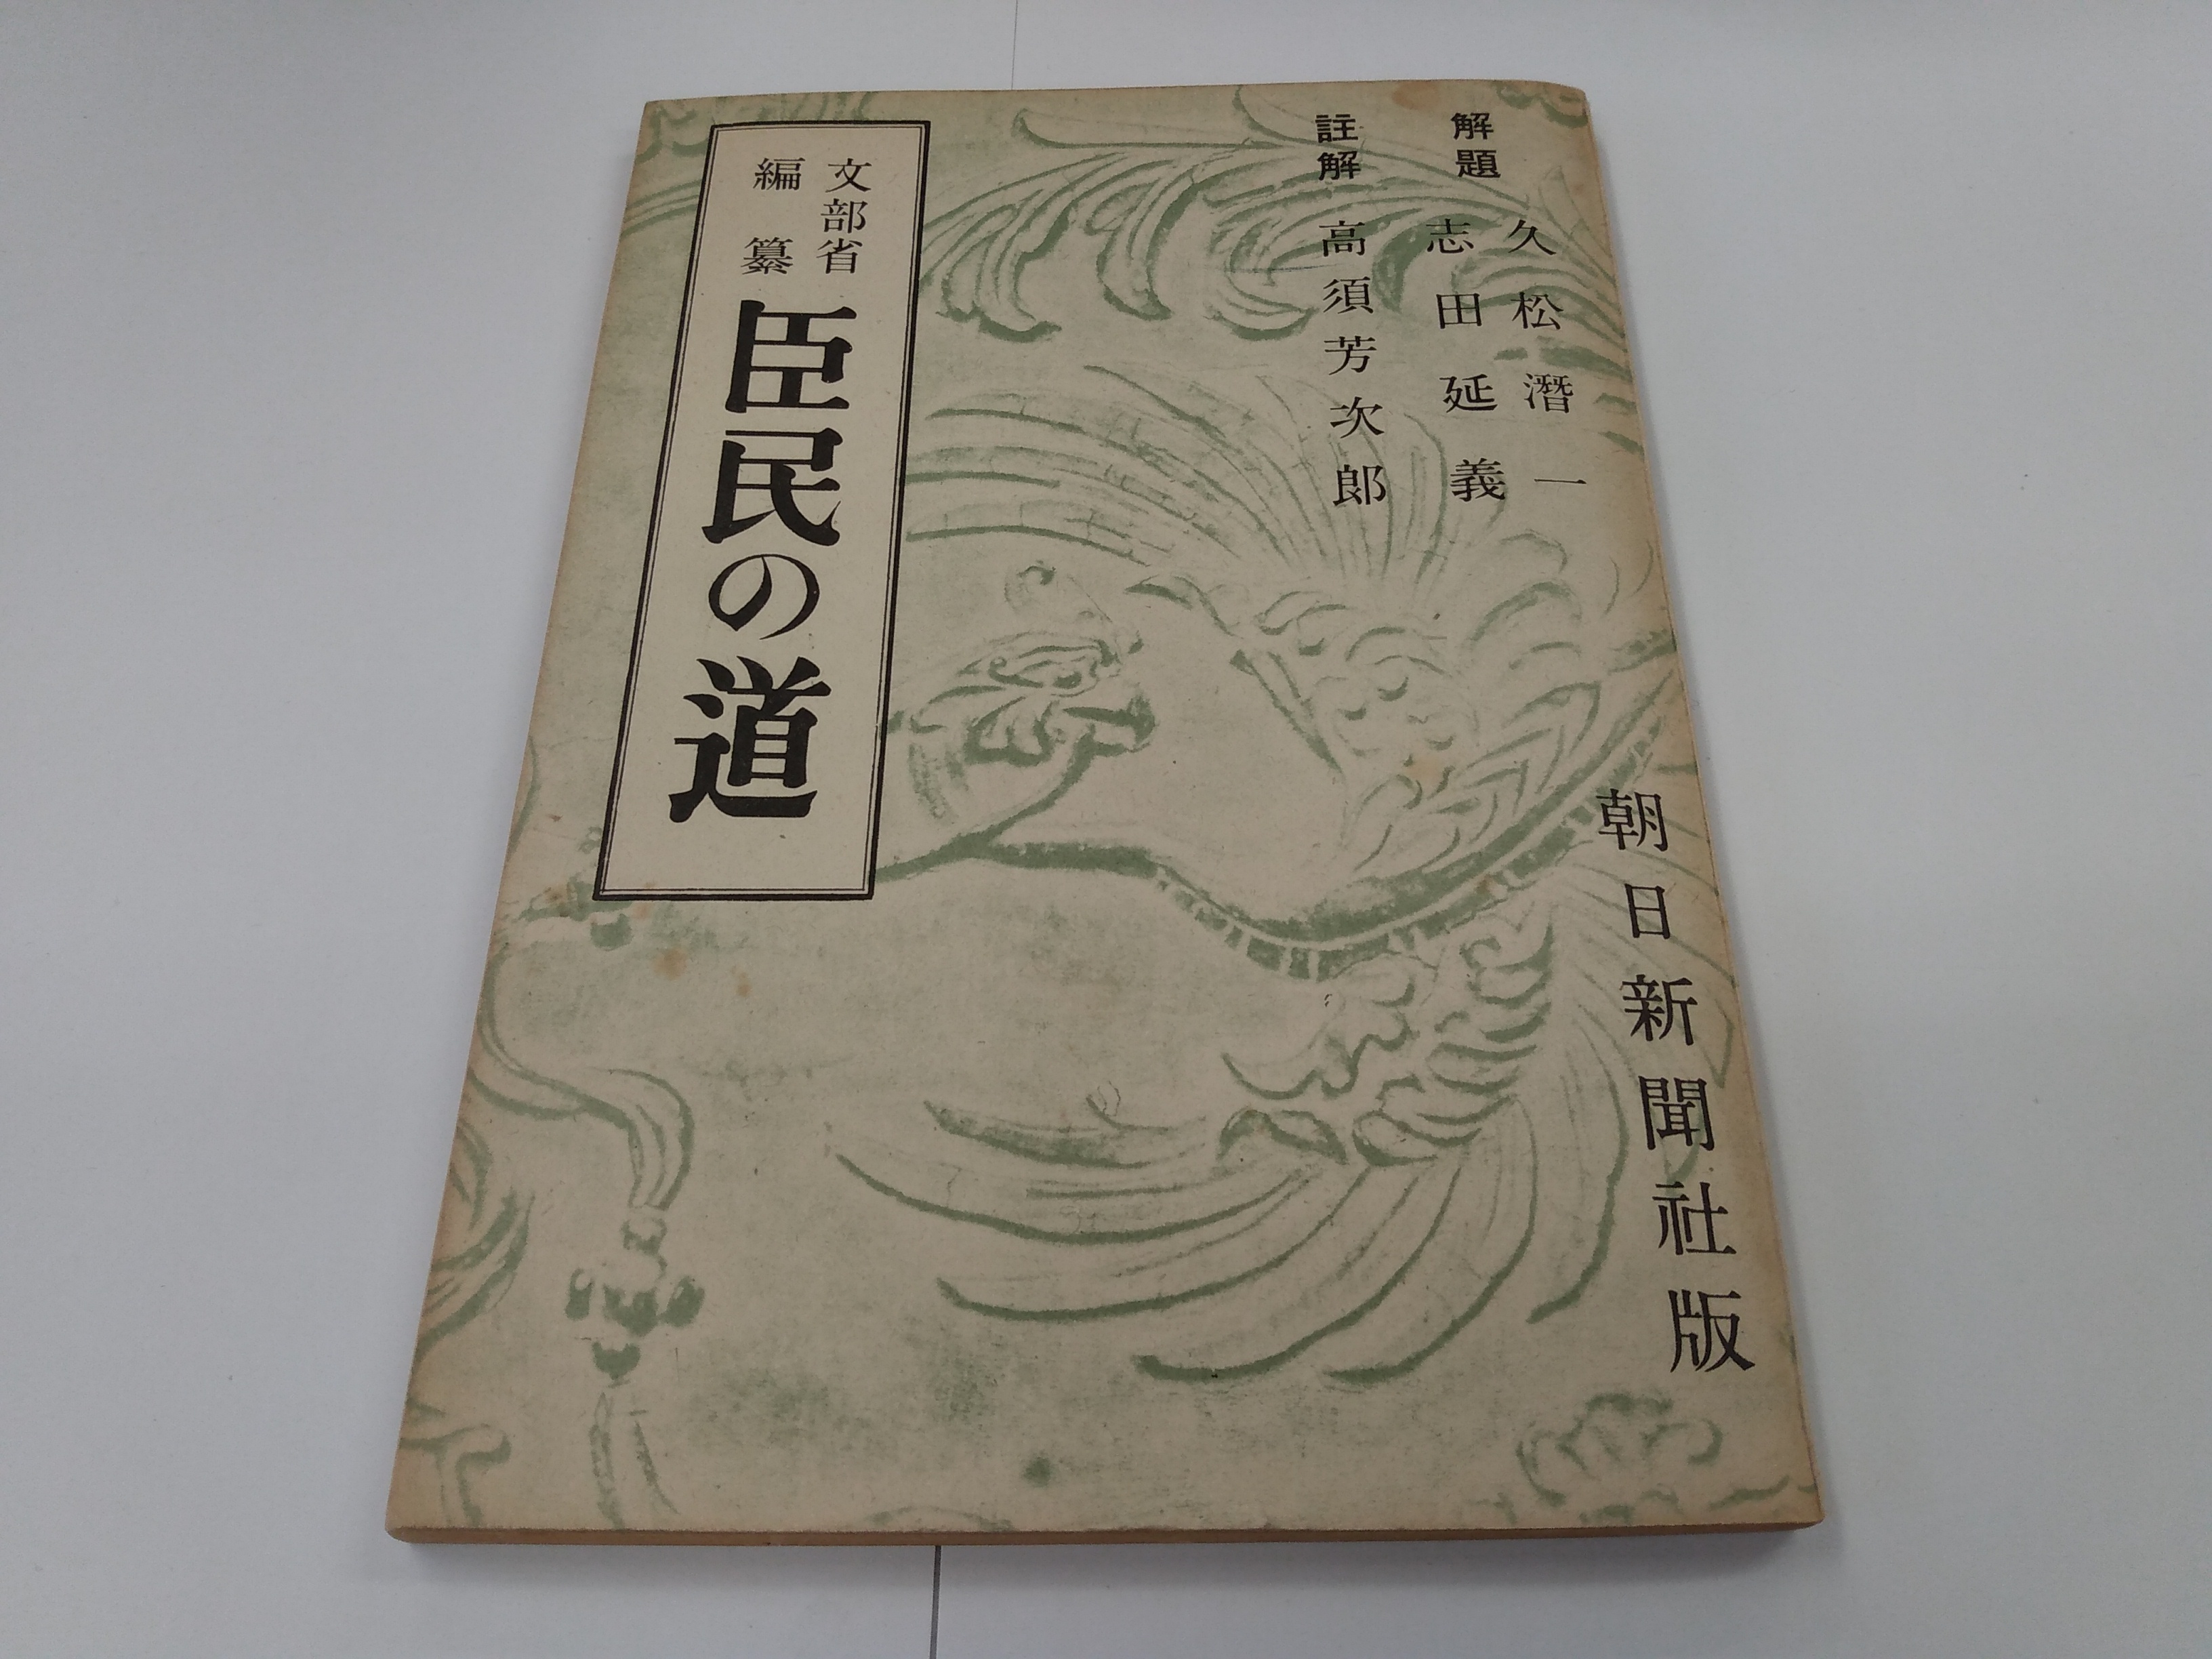 解題
久松潛一
志田延義
註解
高須芳次郎
朝日新聞社版
文部省
編纂
臣民の道